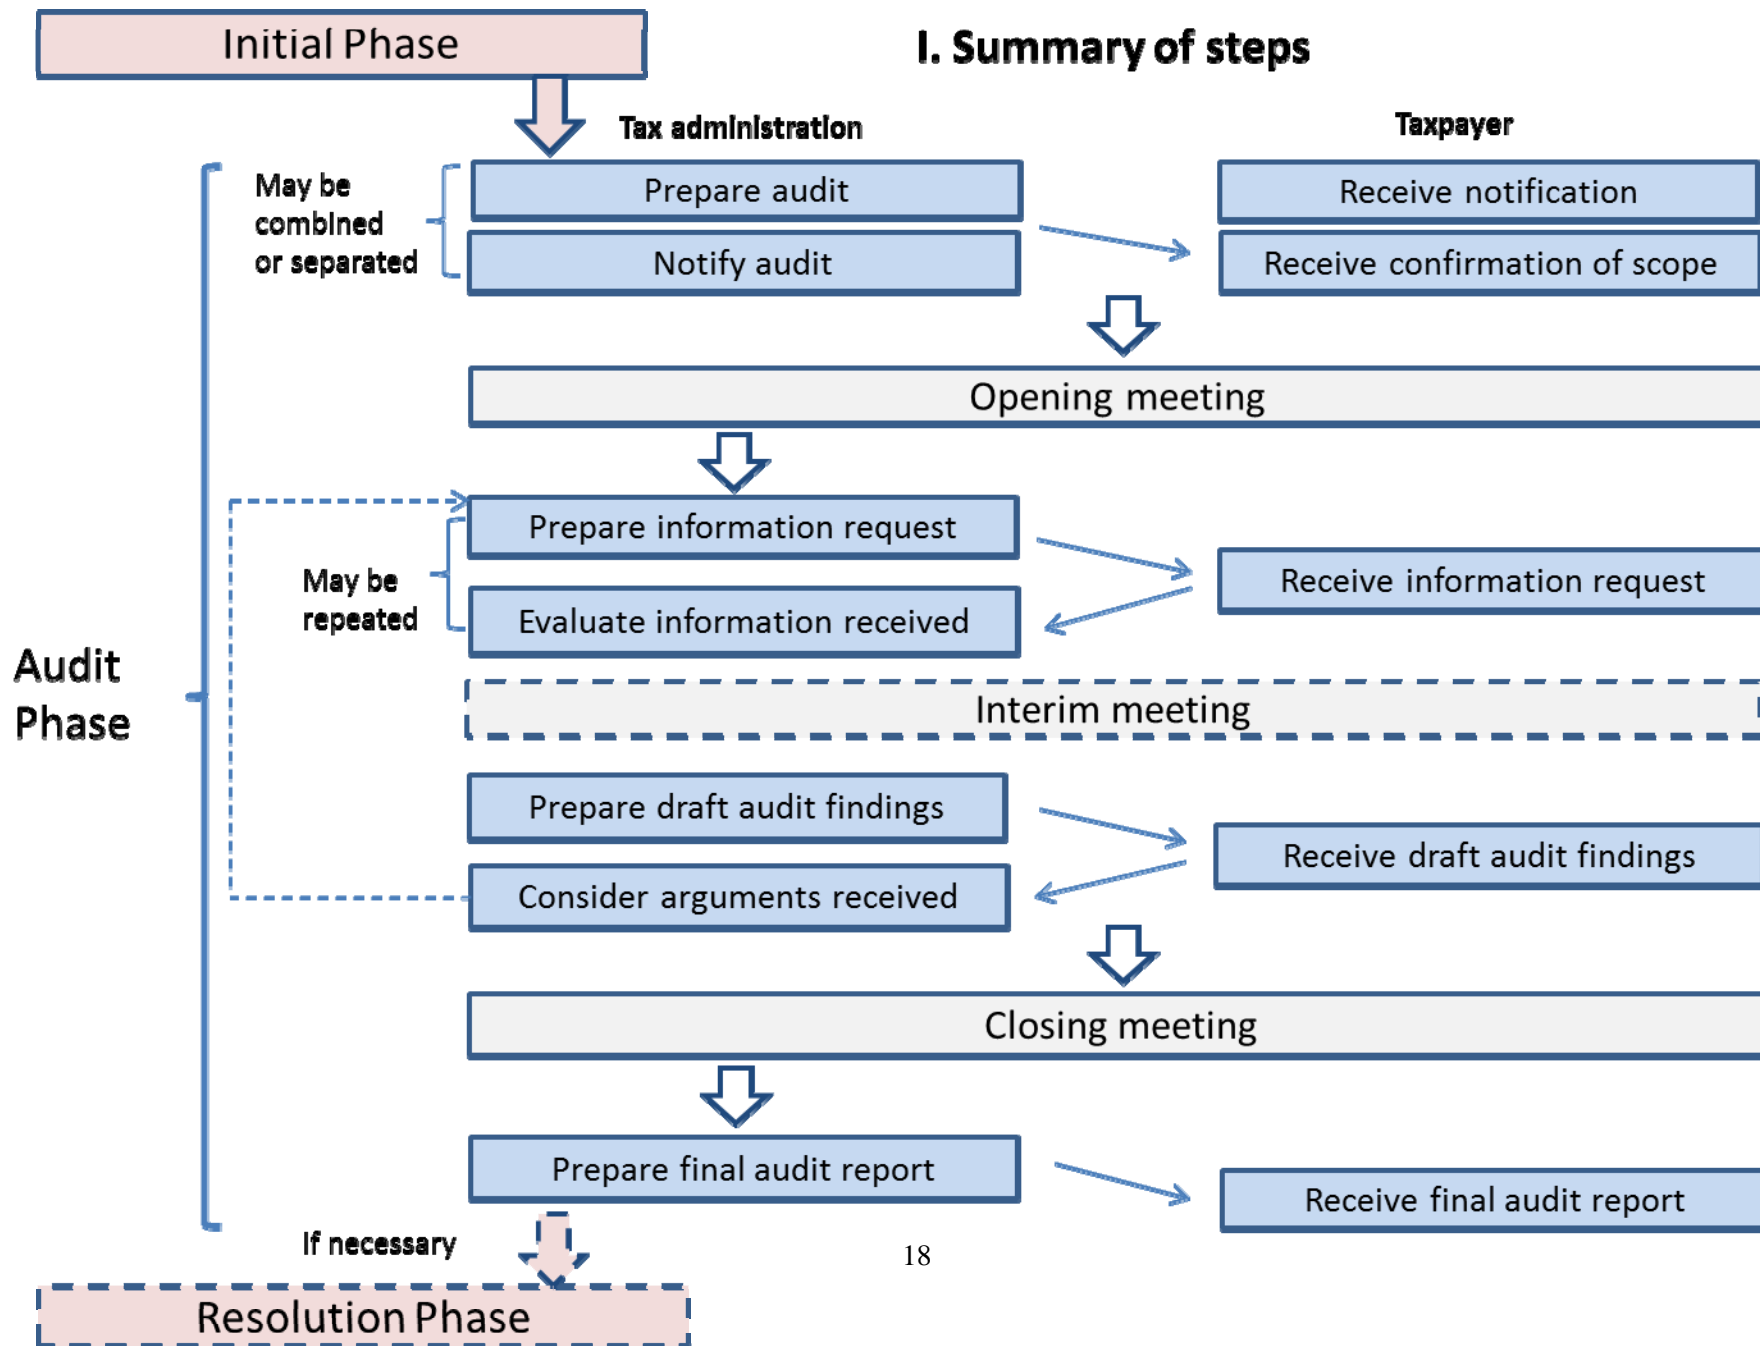 Initial Phase
I. Summary of steps
Tax administration
Taxpayer
May be
combined
or separated
Prepare audit
Receive notification
Notify audit
Receive confirmation of scope
Opening meeting
Prepare information request
May be
repeated
Receive information request
Evaluate information received
Audit
Phase
Interim meeting
Prepare draft audit findings
Receive draft audit findings
Consider arguments received
Closing meeting
Prepare final audit report
Receive final audit report
If necessary
18
Resolution Phase